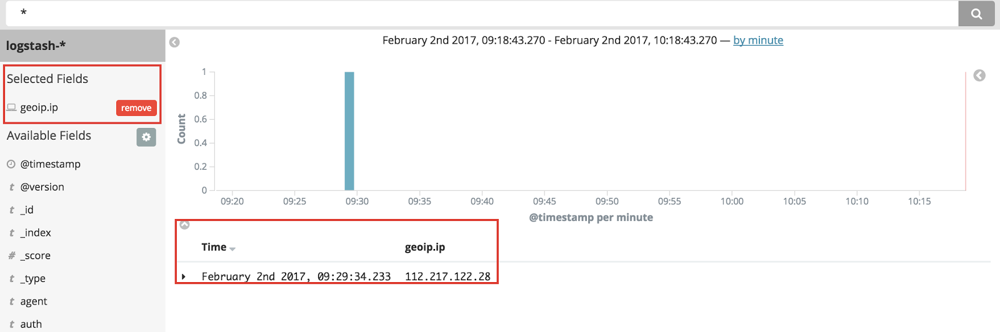 *
logstash-*
February 2nd 2017, 09:18:43.270 - February 2nd 2017, 10:18:43.270 — by minute
Selected Fields
geoip.ip
remove
Available Fields
@timestamp
t @version
t _id
t _index
# _score
t _type
t agent
t auth
Count
1
0.8
0.6
0.4
0.2
0
09:20 09:25 09:30 09:35 09:40 09:45 09:50 09:55 10:00 10:05 10:10 10:15
@timestamp per minute
Time geoip.ip
February 2nd 2017, 09:29:34.233 112.217.122.28